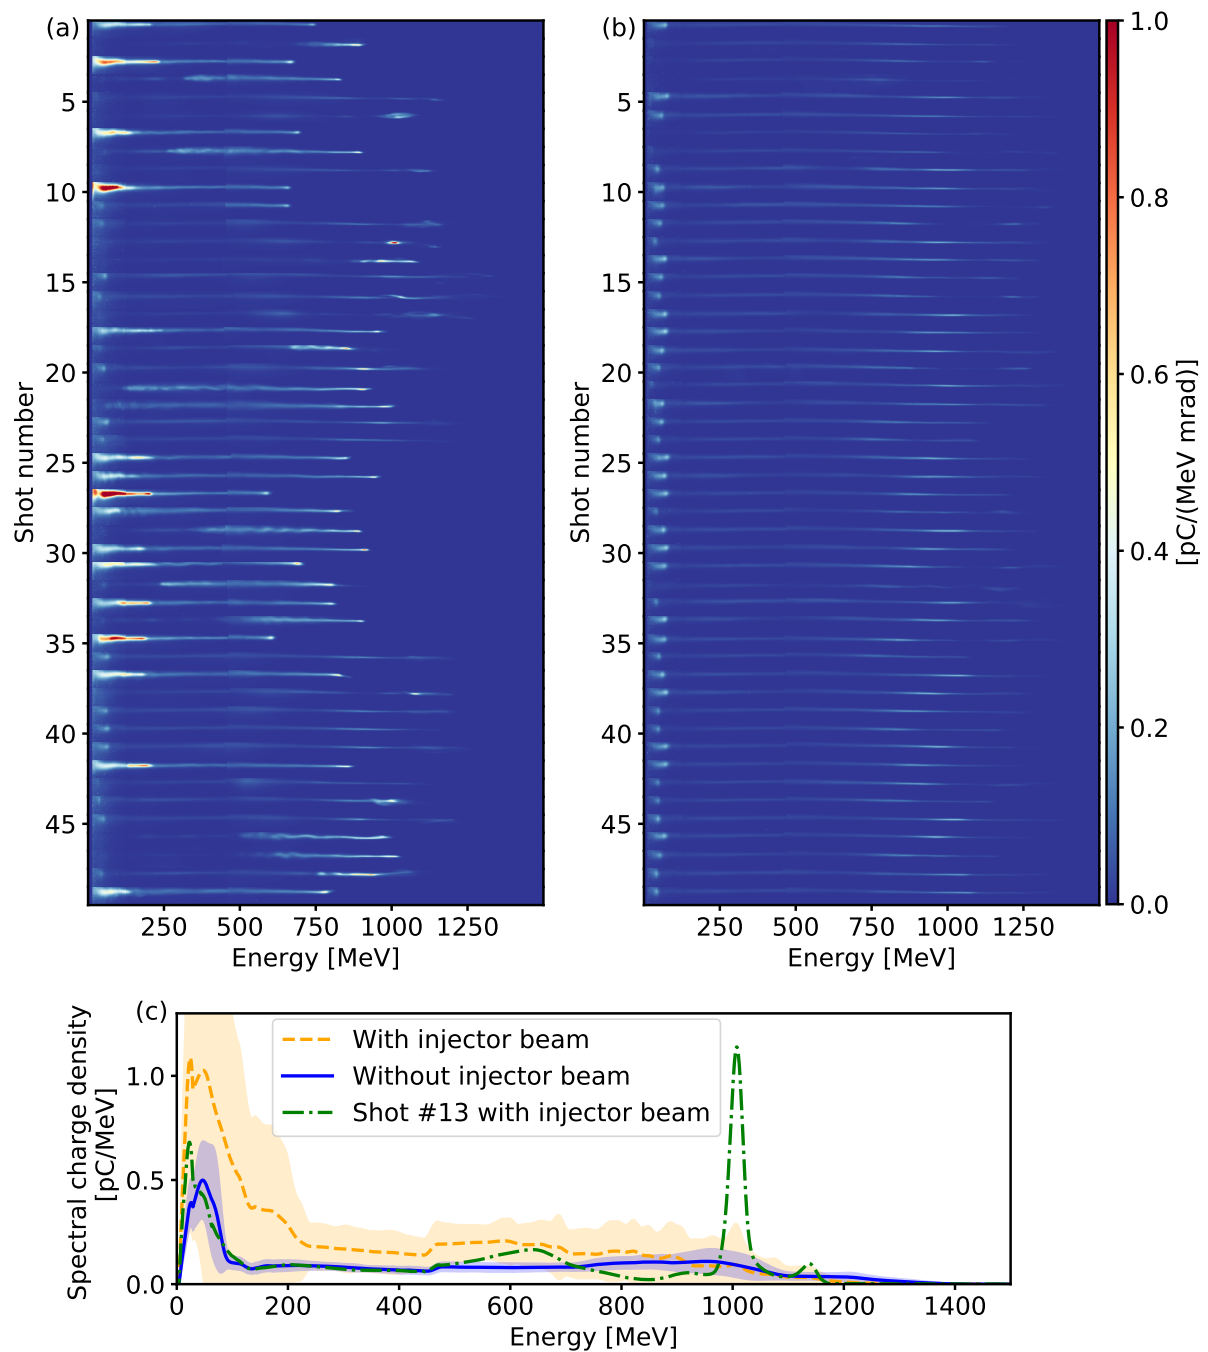 (a)
(b)
1.0
0.8
0.6
0.4
0.2
0.0
[pC/(MeV mrad)]
5
10
15
20
25
30
35
40
45
Shot number
250 500 750 1000 1250
Energy [MeV]
5
10
15
20
25
30
35
40
45
Shot number
250 500 750 1000 1250
Energy [MeV]
(c)
With injector beam
Without injector beam
Shot #13 with injector beam
Spectral charge density
[pC/MeV]
1.0
0.5
0.0
0 200 400 600 800 1000 1200 1400
Energy [MeV]